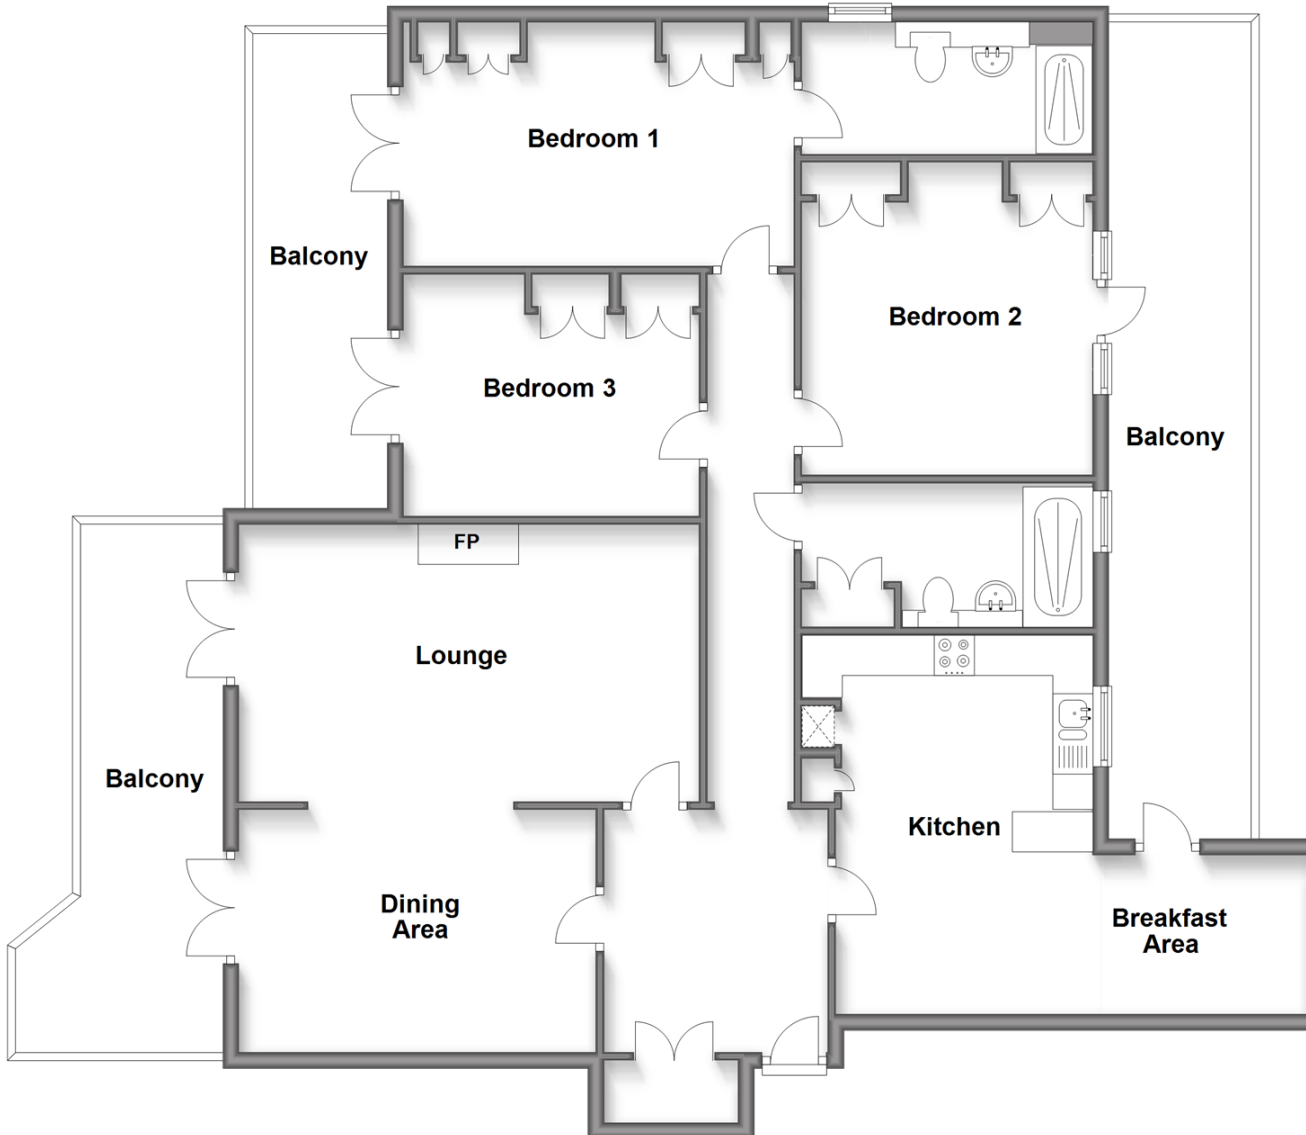 Bedroom 1
Balcony
Bedroom 2
Bedroom 3
Balcony
FP
Lounge
Balcony
Kitchen
Dining
Area
Breakfast
Area